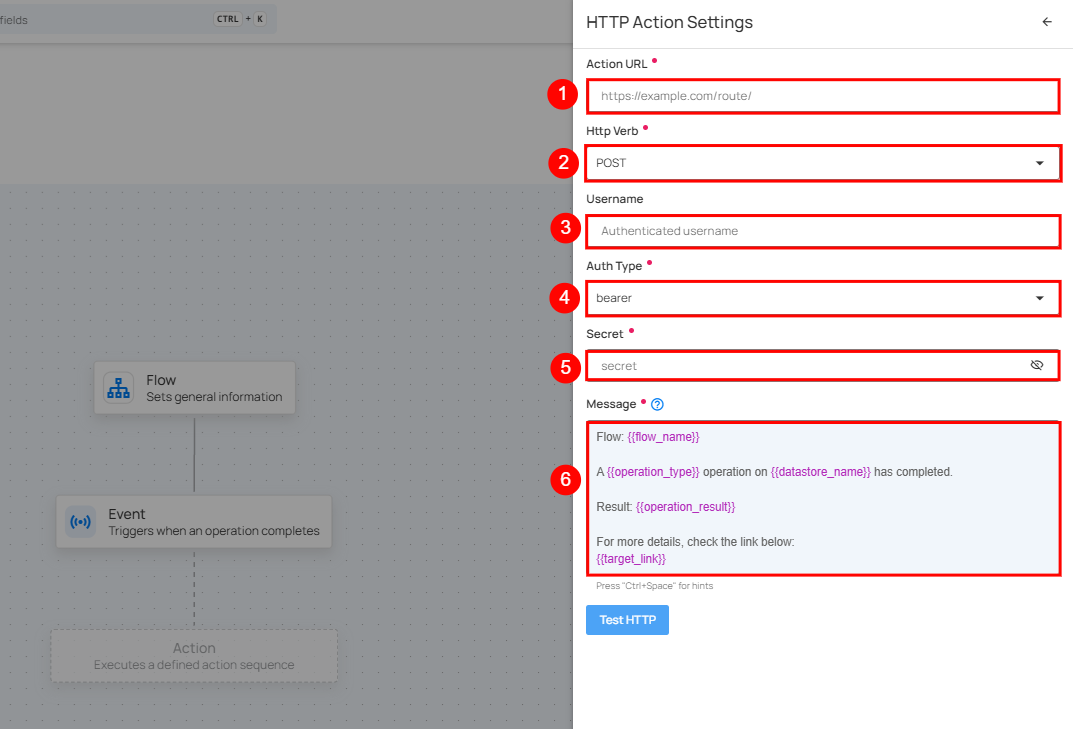 fields
CTRL + K
HTTP Action Settings
Action URL
1
https://example.com/route/
Http Verb
2
POST
Username
3
Authenticated username
Auth Type
4
bearer
Secret
5
secret
Message
6
Flow: {{flow_name}}
A {{operation_type}} operation on {{datastore_name}} has completed.
Result: {{operation_result}}
For more details, check the link below:
{{target_link}}
Press "Ctrl+Space" for hints
Test HTTP
Flow
Sets general information
Event
Triggers when an operation completes
Action
Executes a defined action sequence